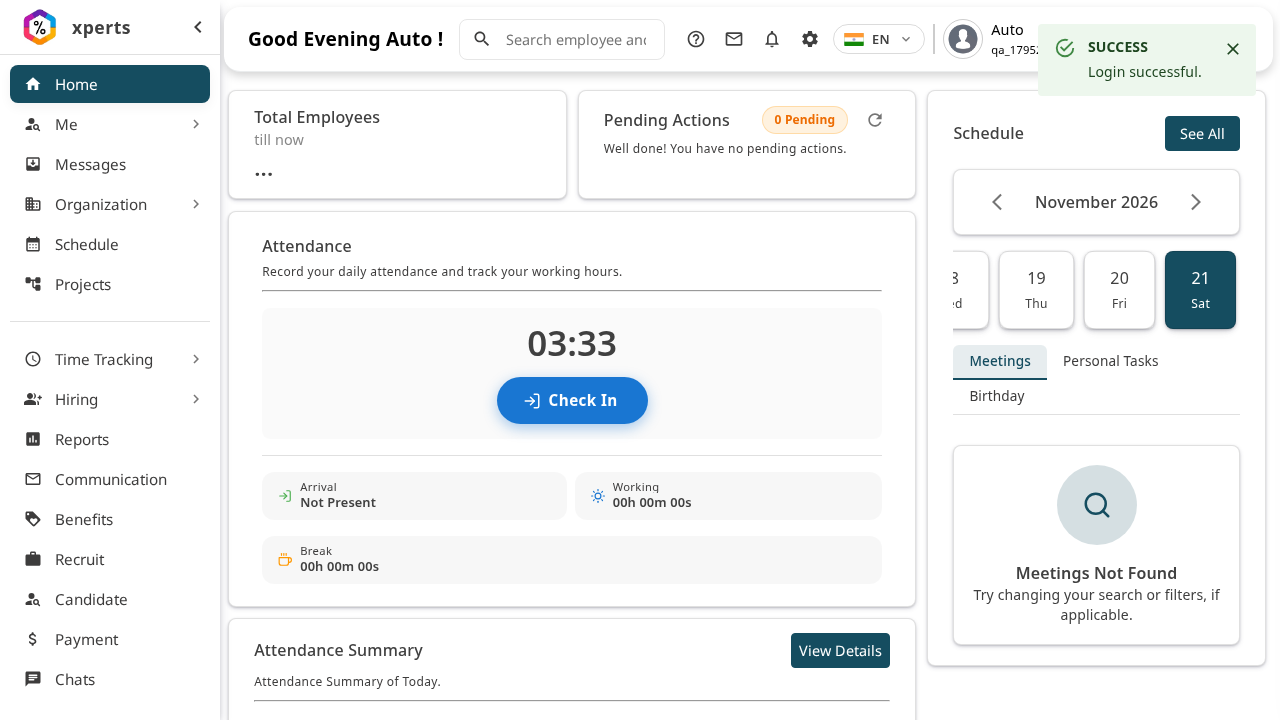 xperts
Home
Me
Messages
Organization
Schedule
Projects
Time Tracking
Hiring
Reports
Communication
Benefits
Recruit
Candidate
Payment
Chats
Good Evening Auto !
Search employee
EN
Auto
SUCCESS
Login successful.
Total Employees
till now
...
Pending Actions
0 Pending
Well done! You have no pending actions.
Attendance
Record your daily attendance and track your working hours.
03:33
Check In
Arrival
Not Present
Working
00h 00m 00s
Break
00h 00m 00s
Attendance Summary
View Details
Attendance Summary of Today.
Schedule
See All
November 2026
19
Thu
20
Fri
21
Sat
Meetings
Personal Tasks
Birthday
Meetings Not Found
Try changing your search or filters, if
applicable.